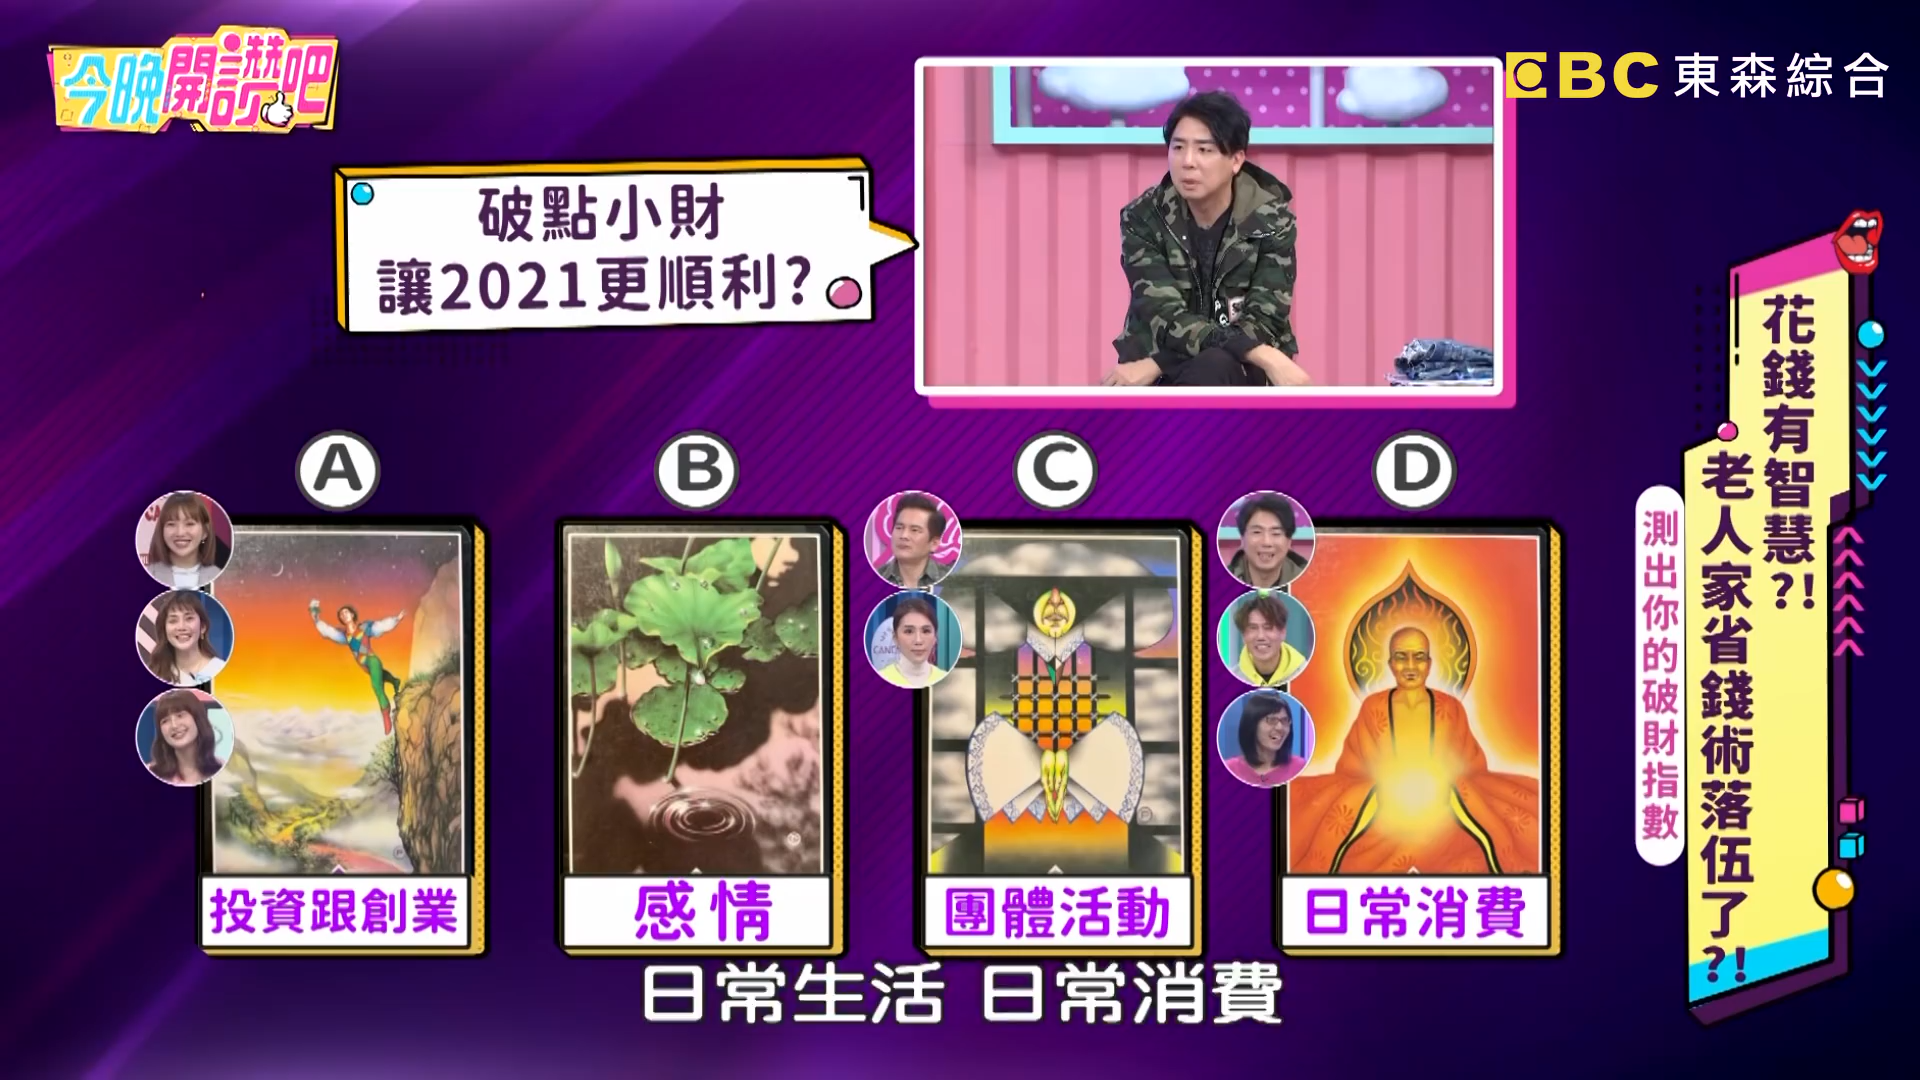 今晚開讚吧
EBC東森綜合
破點小財
讓2021更順利?
花錢有智慧?!
老人家省錢術落伍了?!
測出你的破財指數
A
B
C
D
投資跟創業
感情
團體活動
日常消費
日常生活 日常消費